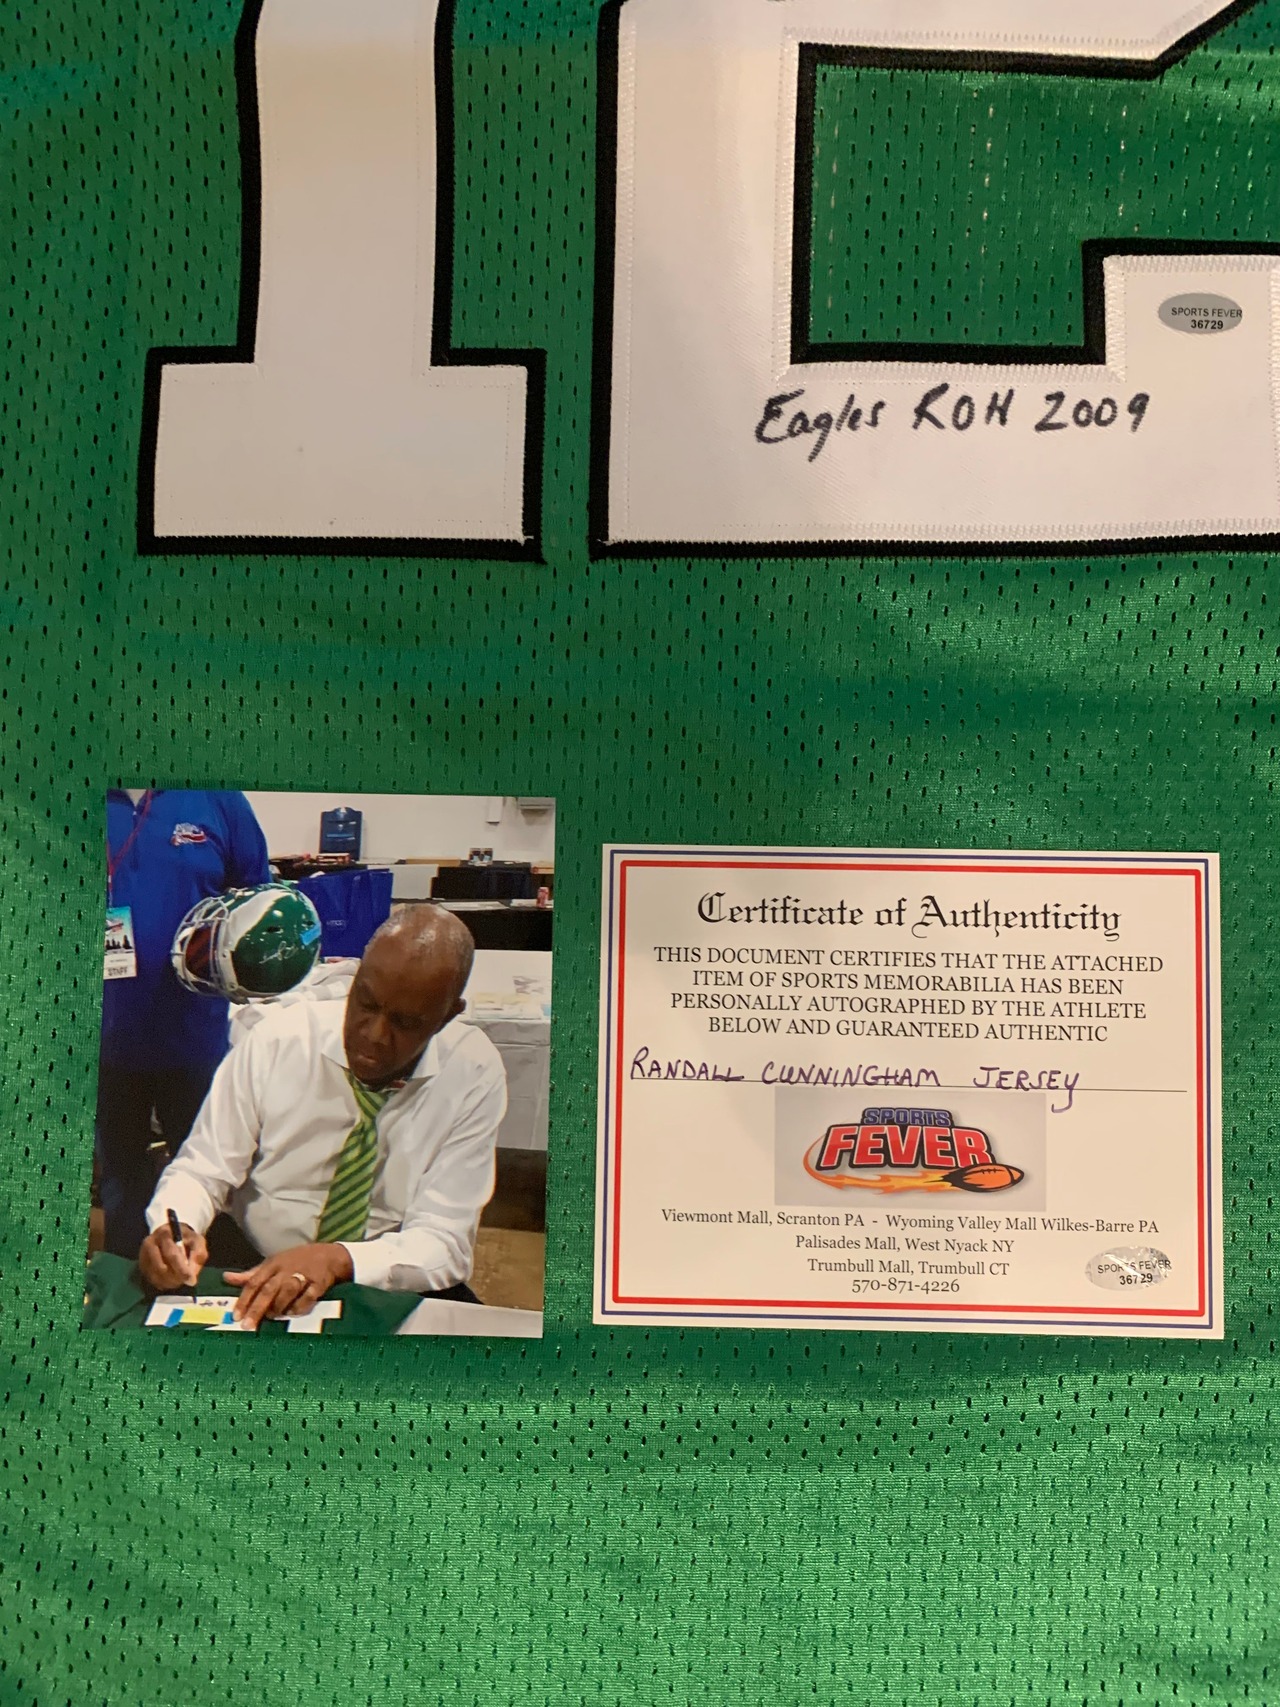 12
SPORTS FEVER
36729
Eagles ROH 2009
STAFF
Certificate of Authenticity
THIS DOCUMENT CERTIFIES THAT THE ATTACHED
ITEM OF SPORTS MEMORABILIA HAS BEEN
PERSONALLY AUTOGRAPHED BY THE ATHLETE
BELOW AND GUARANTEED AUTHENTIC
RANDALL CUNNINGHAM JERSEY
SPORTS
FEVER
Viewmont Mall, Scranton PA - Wyoming Valley Mall Wilkes-Barre PA
Palisades Mall, West Nyack NY
Trumbull Mall, Trumbull CT
570-871-4226
SPORTS FEVER
36729